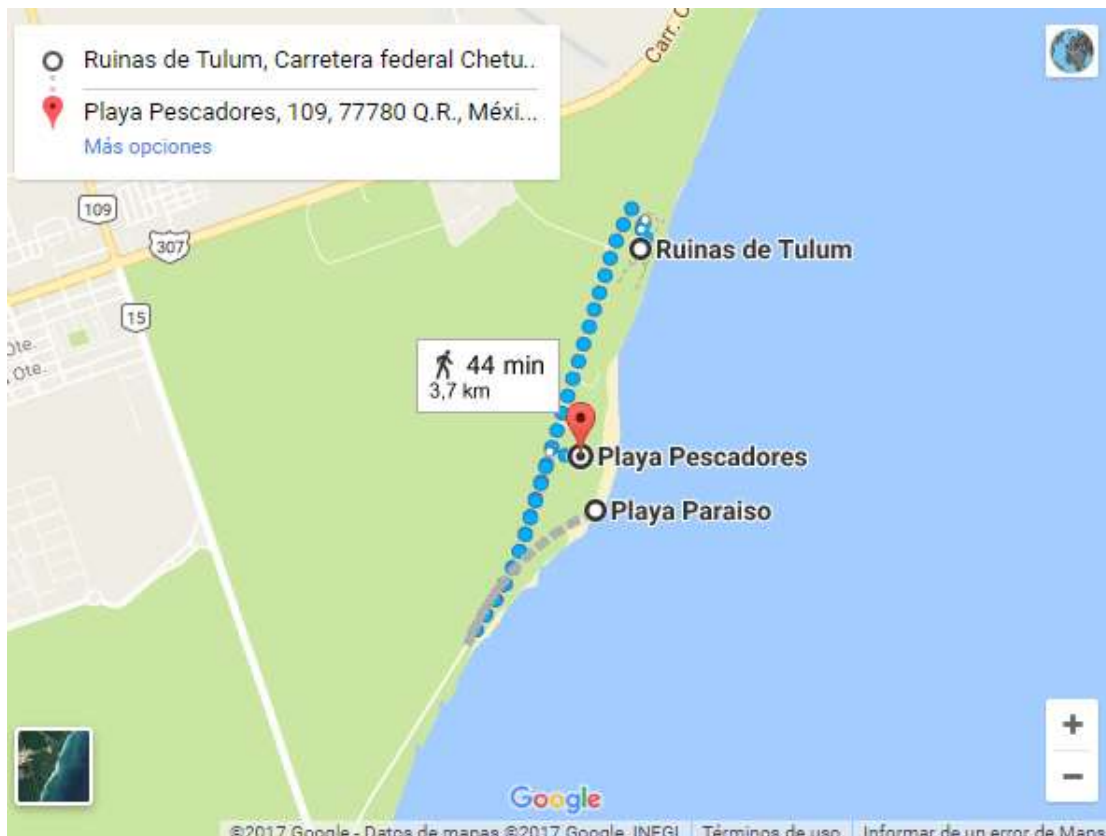 Ruinas de Tulum, Carretera federal Chetu..
Playa Pescadores, 109, 77780 Q.R., Méxi...
Más opciones
Carr. C
109
307
15
Ote.
Ote.
Ruinas de Tulum
44 min
3,7 km
Playa Pescadores
Playa Paraiso
+
−
Google
©2017 Google - Datos de mapas ©2017 Google, INEGI
Términos de uso
Informar de un error de Maps